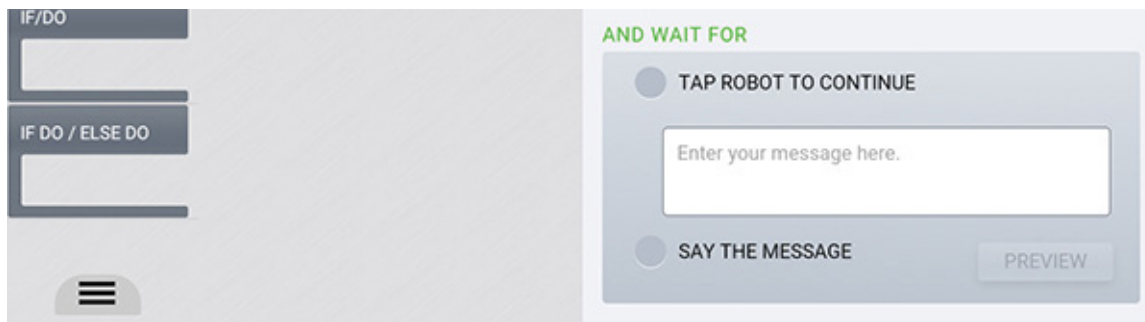 IF/DO
IF DO / ELSE DO
AND WAIT FOR
TAP ROBOT TO CONTINUE
Enter your message here.
SAY THE MESSAGE
PREVIEW